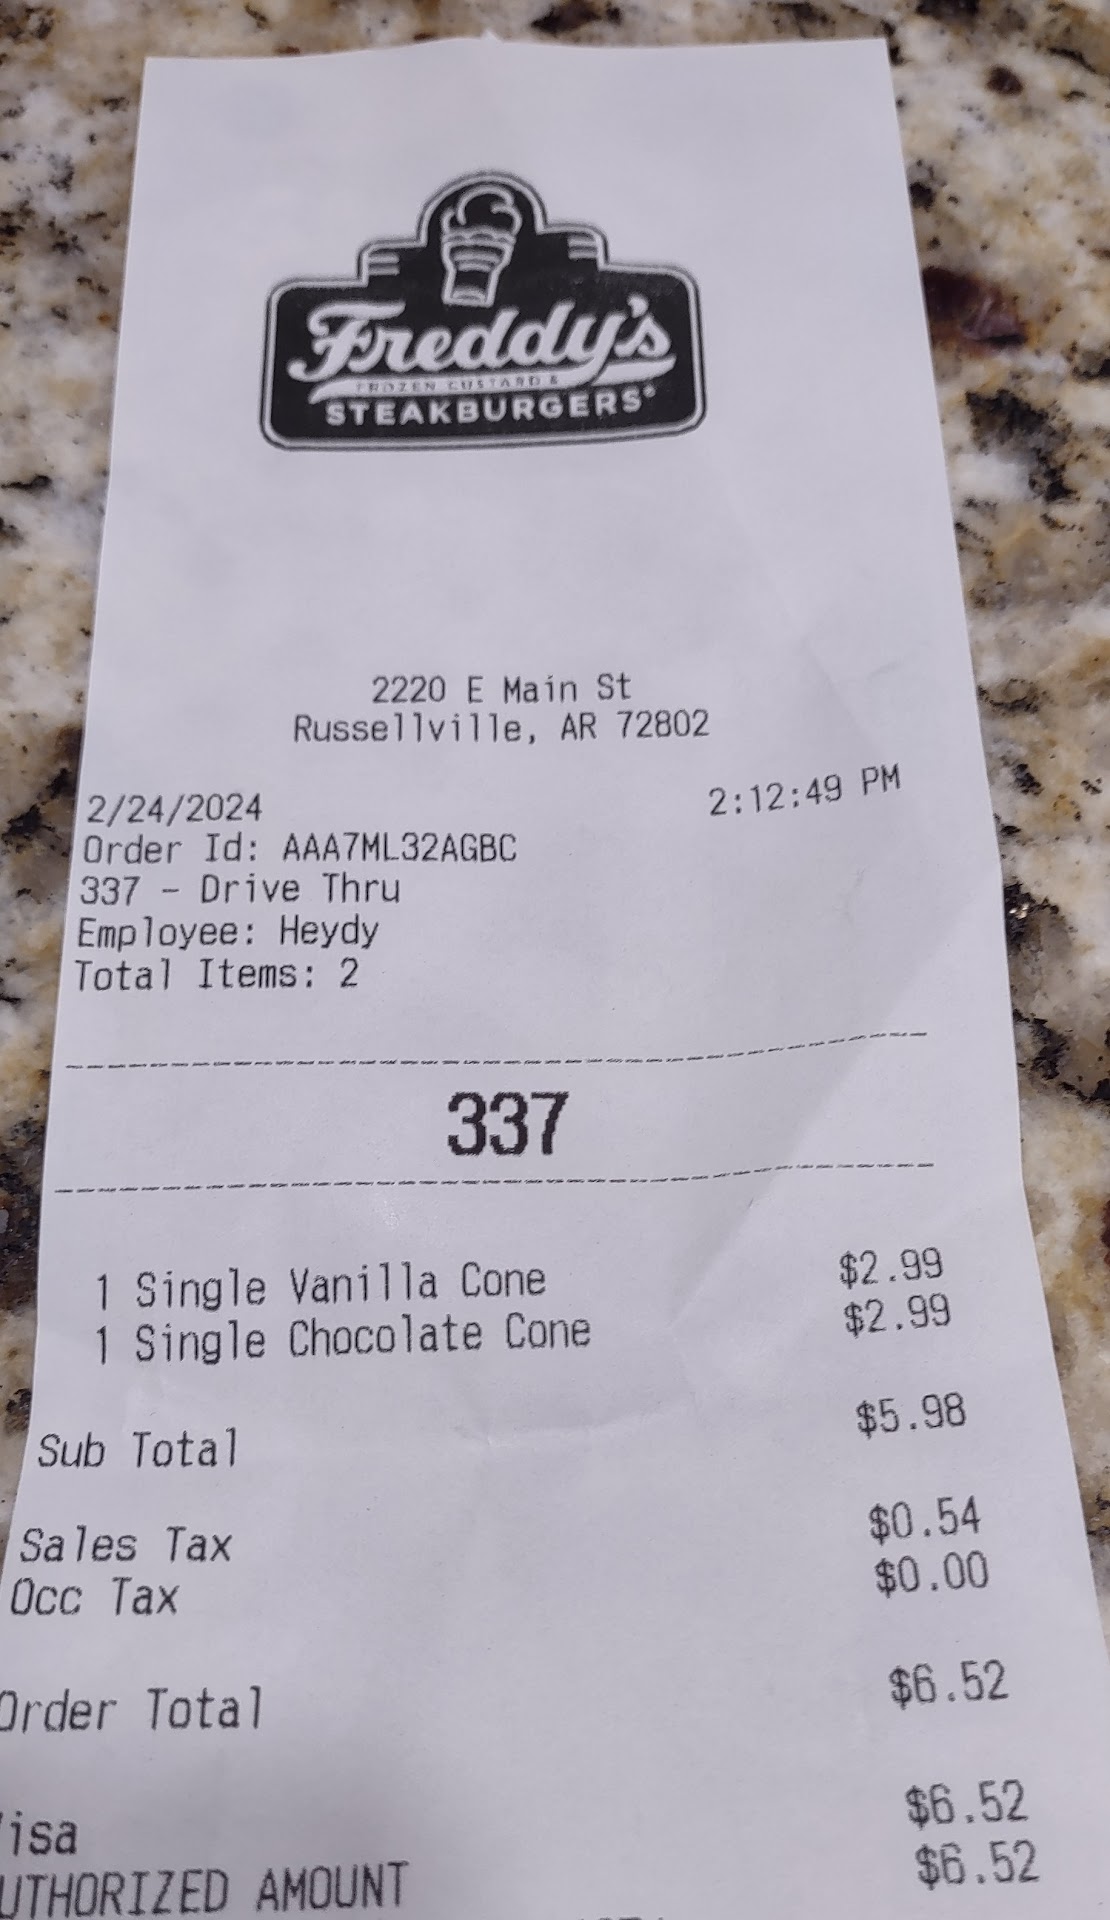 Freddy's
FROZEN CUSTARD &
STEAKBURGERS®
2220 E Main St
Russellville, AR 72802
2/24/2024 2:12:49 PM
Order Id: AAA7ML32AGBC
337 - Drive Thru
Employee: Heydy
Total Items: 2
337
1 Single Vanilla Cone $2.99
1 Single Chocolate Cone $2.99
Sub Total $5.98
Sales Tax $0.54
Occ Tax $0.00
Order Total $6.52
isa $6.52
UTHORIZED AMOUNT $6.52